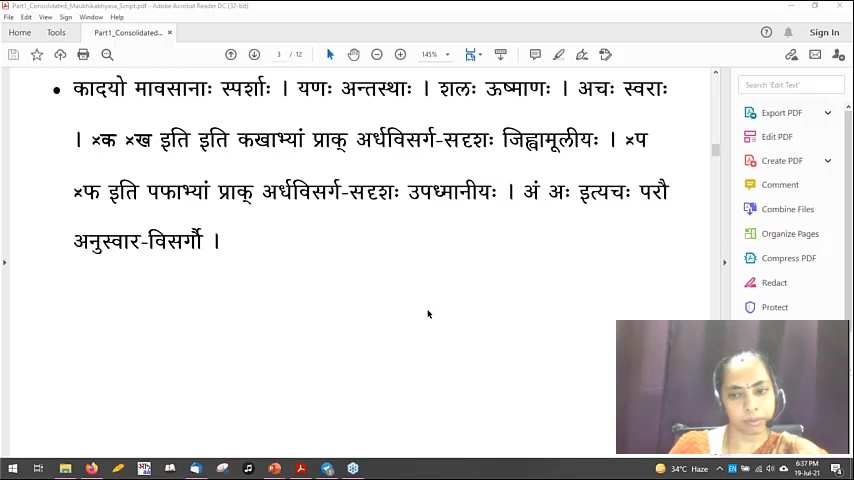 Part1_Consolidated_Maukhikabhyasa_Script.pdf - Adobe Acrobat Reader DC (32-bit)
File Edit View Sign Window Help
Home Tools Part1_Consolidated... × Sign In
3 / 12 145%
• कादयो मावसानाः स्पर्शाः । यणः अन्तस्थाः । शलः ऊष्माणः । अचः स्वराः
। ×क ×ख इति इति कखाभ्यां प्राक् अर्धविसर्ग-सदृशः जिह्वामूलीयः । ×प
×फ इति पफाभ्यां प्राक् अर्धविसर्ग-सदृशः उपध्मानीयः । अं अः इत्यचः परौ
अनुस्वार-विसर्गौ ।
Search 'Edit Text'
Export PDF
Edit PDF
Create PDF
Comment
Combine Files
Organize Pages
Compress PDF
Redact
Protect
34°C Haze
EN
6:37 PM
19-Jul-21